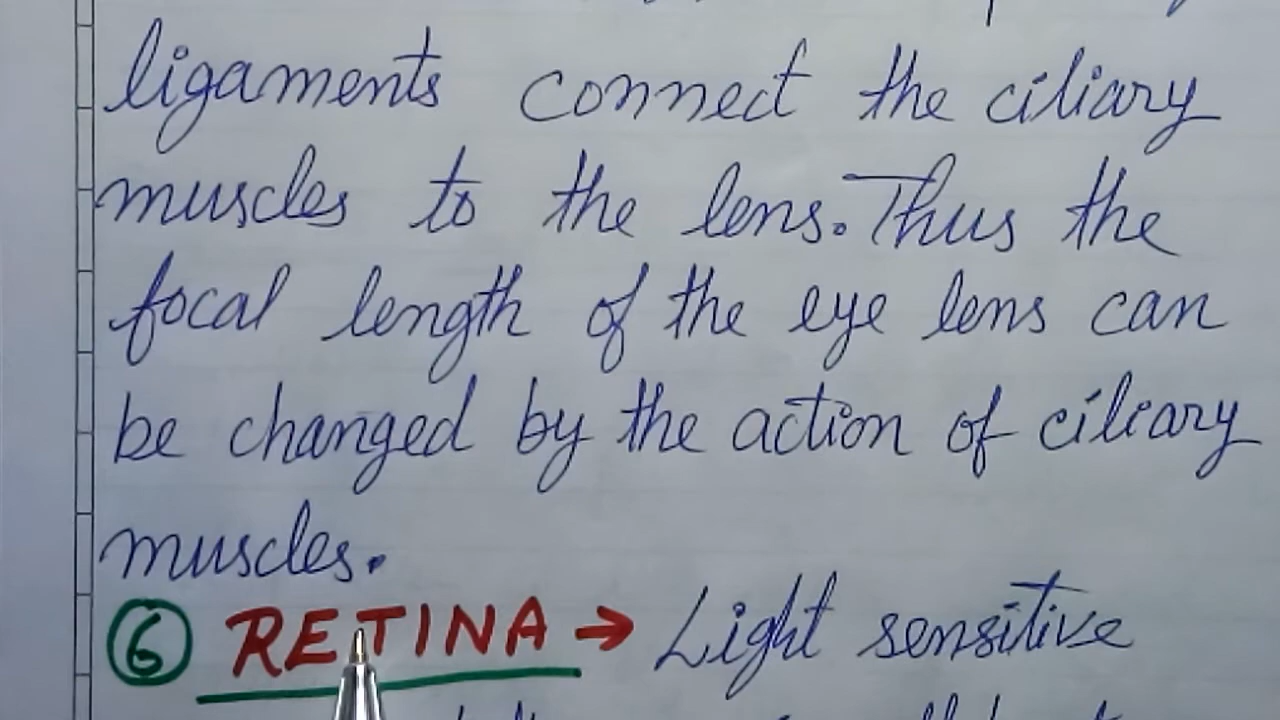 ligaments connect the ciliary
muscles to the lens. Thus the
focal length of the eye lens can
be changed by the action of ciliary
muscles.
6 RETINA → Light sensitive